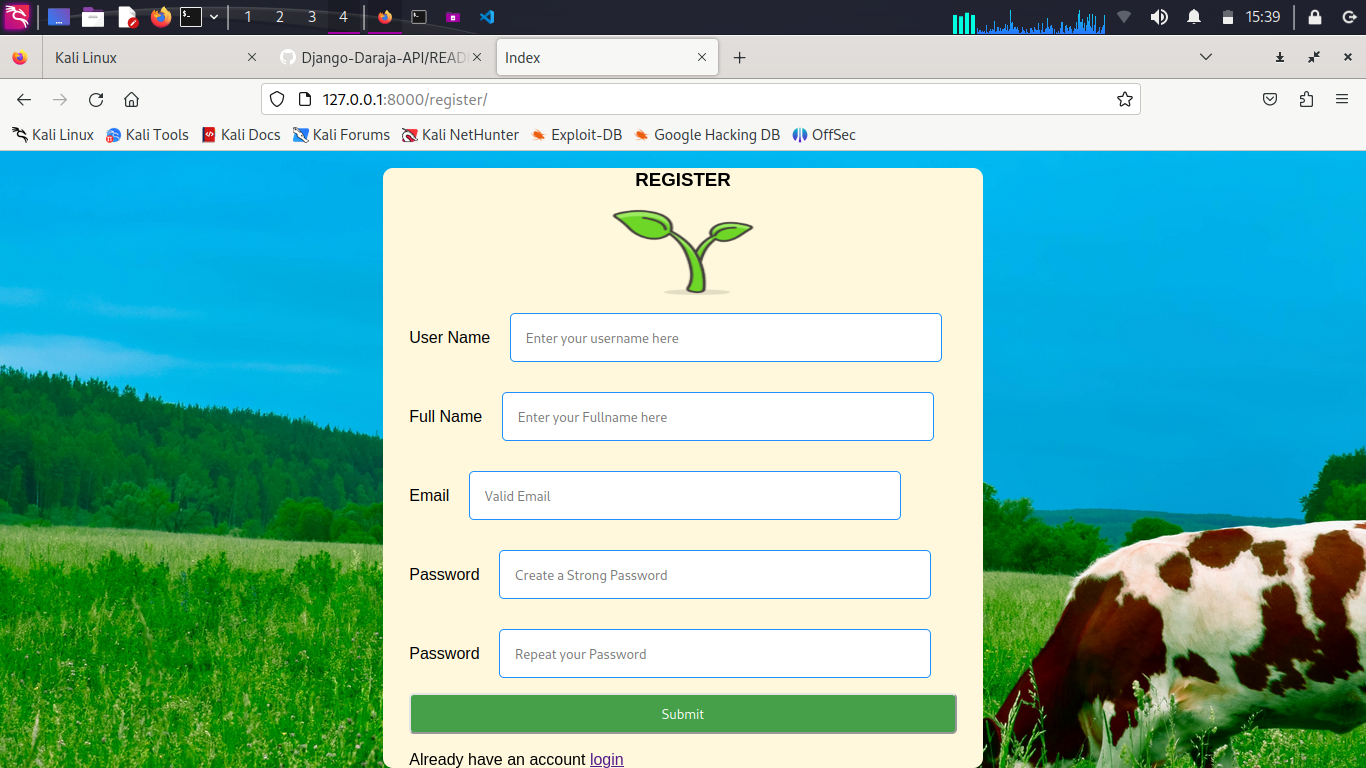 1 2 3 4 15:39
Kali Linux Django-Daraja-API/READ Index
127.0.0.1:8000/register/
Kali Linux Kali Tools Kali Docs Kali Forums Kali NetHunter Exploit-DB Google Hacking DB OffSec
REGISTER
User Name Enter your username here
Full Name Enter your Fullname here
Email Valid Email
Password Create a Strong Password
Password Repeat your Password
Submit
Already have an account login